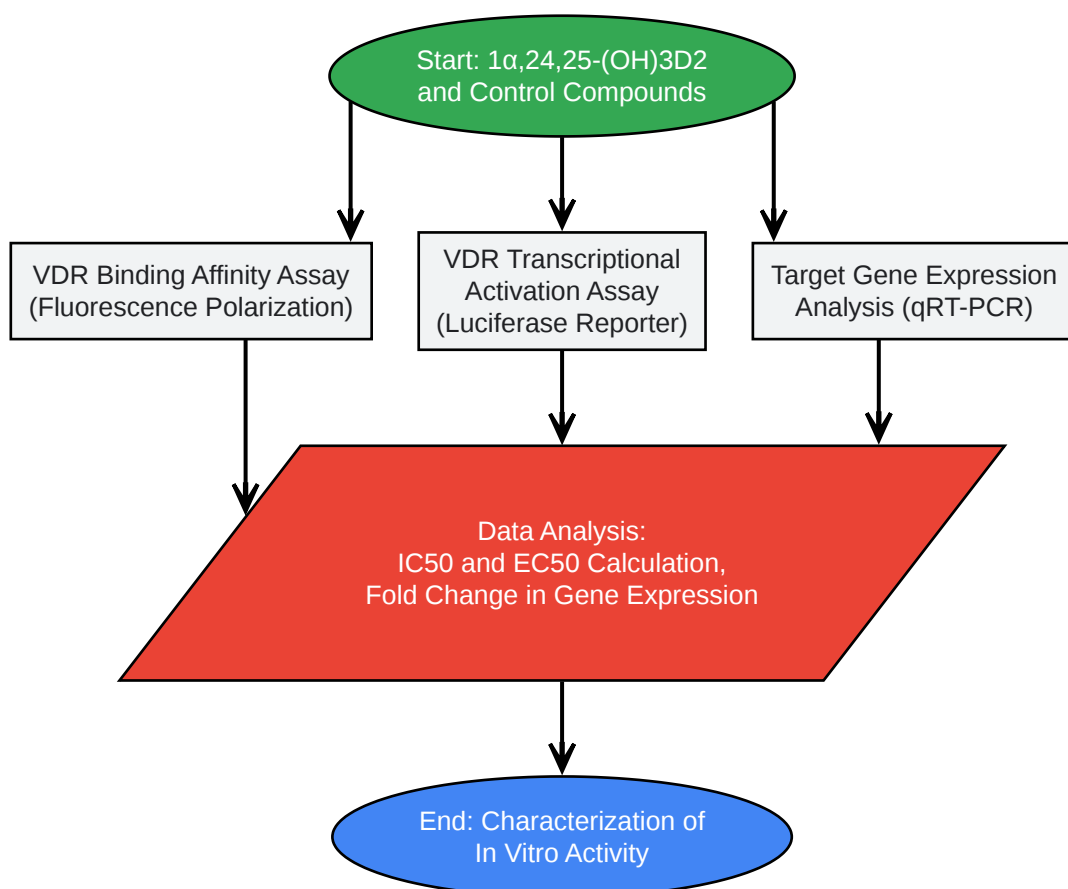 Start: 1α,24,25-(OH)3D2
and Control Compounds
VDR Binding Affinity Assay
(Fluorescence Polarization)
VDR Transcriptional
Activation Assay
(Luciferase Reporter)
Target Gene Expression
Analysis (qRT-PCR)
Data Analysis:
IC50 and EC50 Calculation,
Fold Change in Gene Expression
End: Characterization of
In Vitro Activity